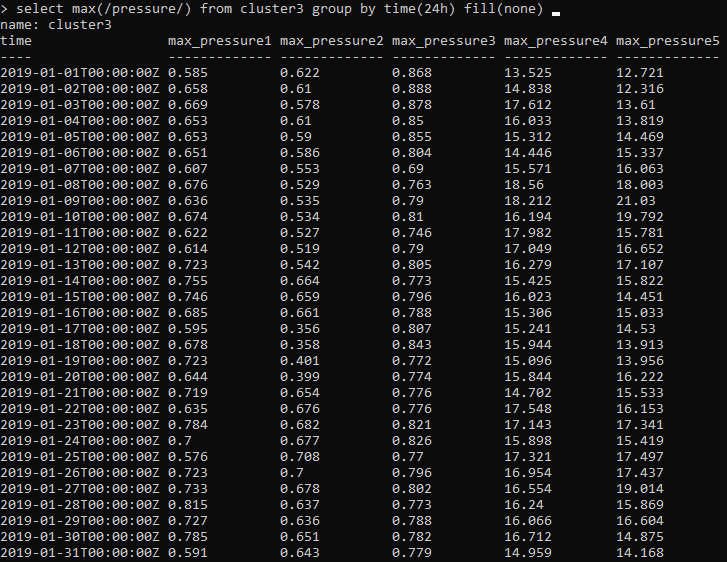 > select max(/pressure/) from cluster3 group by time(24h) fill(none)
name: cluster3
time                 max_pressure1 max_pressure2 max_pressure3 max_pressure4 max_pressure5
----                 ------------- ------------- ------------- ------------- -------------
2019-01-01T00:00:00Z 0.585         0.622         0.868         13.525        12.721
2019-01-02T00:00:00Z 0.658         0.61          0.888         14.838        12.316
2019-01-03T00:00:00Z 0.669         0.578         0.878         17.612        13.61
2019-01-04T00:00:00Z 0.653         0.61          0.85          16.033        13.819
2019-01-05T00:00:00Z 0.653         0.59          0.855         15.312        14.469
2019-01-06T00:00:00Z 0.651         0.586         0.804         14.446        15.337
2019-01-07T00:00:00Z 0.607         0.553         0.69          15.571        16.063
2019-01-08T00:00:00Z 0.676         0.529         0.763         18.56         18.003
2019-01-09T00:00:00Z 0.636         0.535         0.79          18.212        21.03
2019-01-10T00:00:00Z 0.674         0.534         0.81          16.194        19.792
2019-01-11T00:00:00Z 0.622         0.527         0.746         17.982        15.781
2019-01-12T00:00:00Z 0.614         0.519         0.79          17.049        16.652
2019-01-13T00:00:00Z 0.723         0.542         0.805         16.279        17.107
2019-01-14T00:00:00Z 0.755         0.664         0.773         15.425        15.822
2019-01-15T00:00:00Z 0.746         0.659         0.796         16.023        14.451
2019-01-16T00:00:00Z 0.685         0.661         0.788         15.306        15.033
2019-01-17T00:00:00Z 0.595         0.356         0.807         15.241        14.53
2019-01-18T00:00:00Z 0.678         0.358         0.843         15.944        13.913
2019-01-19T00:00:00Z 0.723         0.401         0.772         15.096        13.956
2019-01-20T00:00:00Z 0.644         0.399         0.774         15.844        16.222
2019-01-21T00:00:00Z 0.719         0.654         0.776         14.702        15.533
2019-01-22T00:00:00Z 0.635         0.676         0.776         17.548        16.153
2019-01-23T00:00:00Z 0.784         0.682         0.821         17.143        17.341
2019-01-24T00:00:00Z 0.7           0.677         0.826         15.898        15.419
2019-01-25T00:00:00Z 0.576         0.708         0.77          17.321        17.497
2019-01-26T00:00:00Z 0.723         0.7           0.796         16.954        17.437
2019-01-27T00:00:00Z 0.733         0.678         0.802         16.554        19.014
2019-01-28T00:00:00Z 0.815         0.637         0.773         16.24         15.869
2019-01-29T00:00:00Z 0.727         0.636         0.788         16.066        16.604
2019-01-30T00:00:00Z 0.785         0.651         0.782         16.712        14.875
2019-01-31T00:00:00Z 0.591         0.643         0.779         14.959        14.168